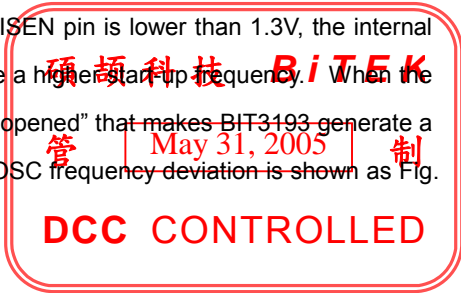 ISEN pin is lower than 1.3V, the internal
碩頡科技 BiTEK
e a higher start-up frequency. When the
opened” that makes BIT3193 generate a
管 May 31, 2005 制
OSC frequency deviation is shown as Fig.
DCC CONTROLLED